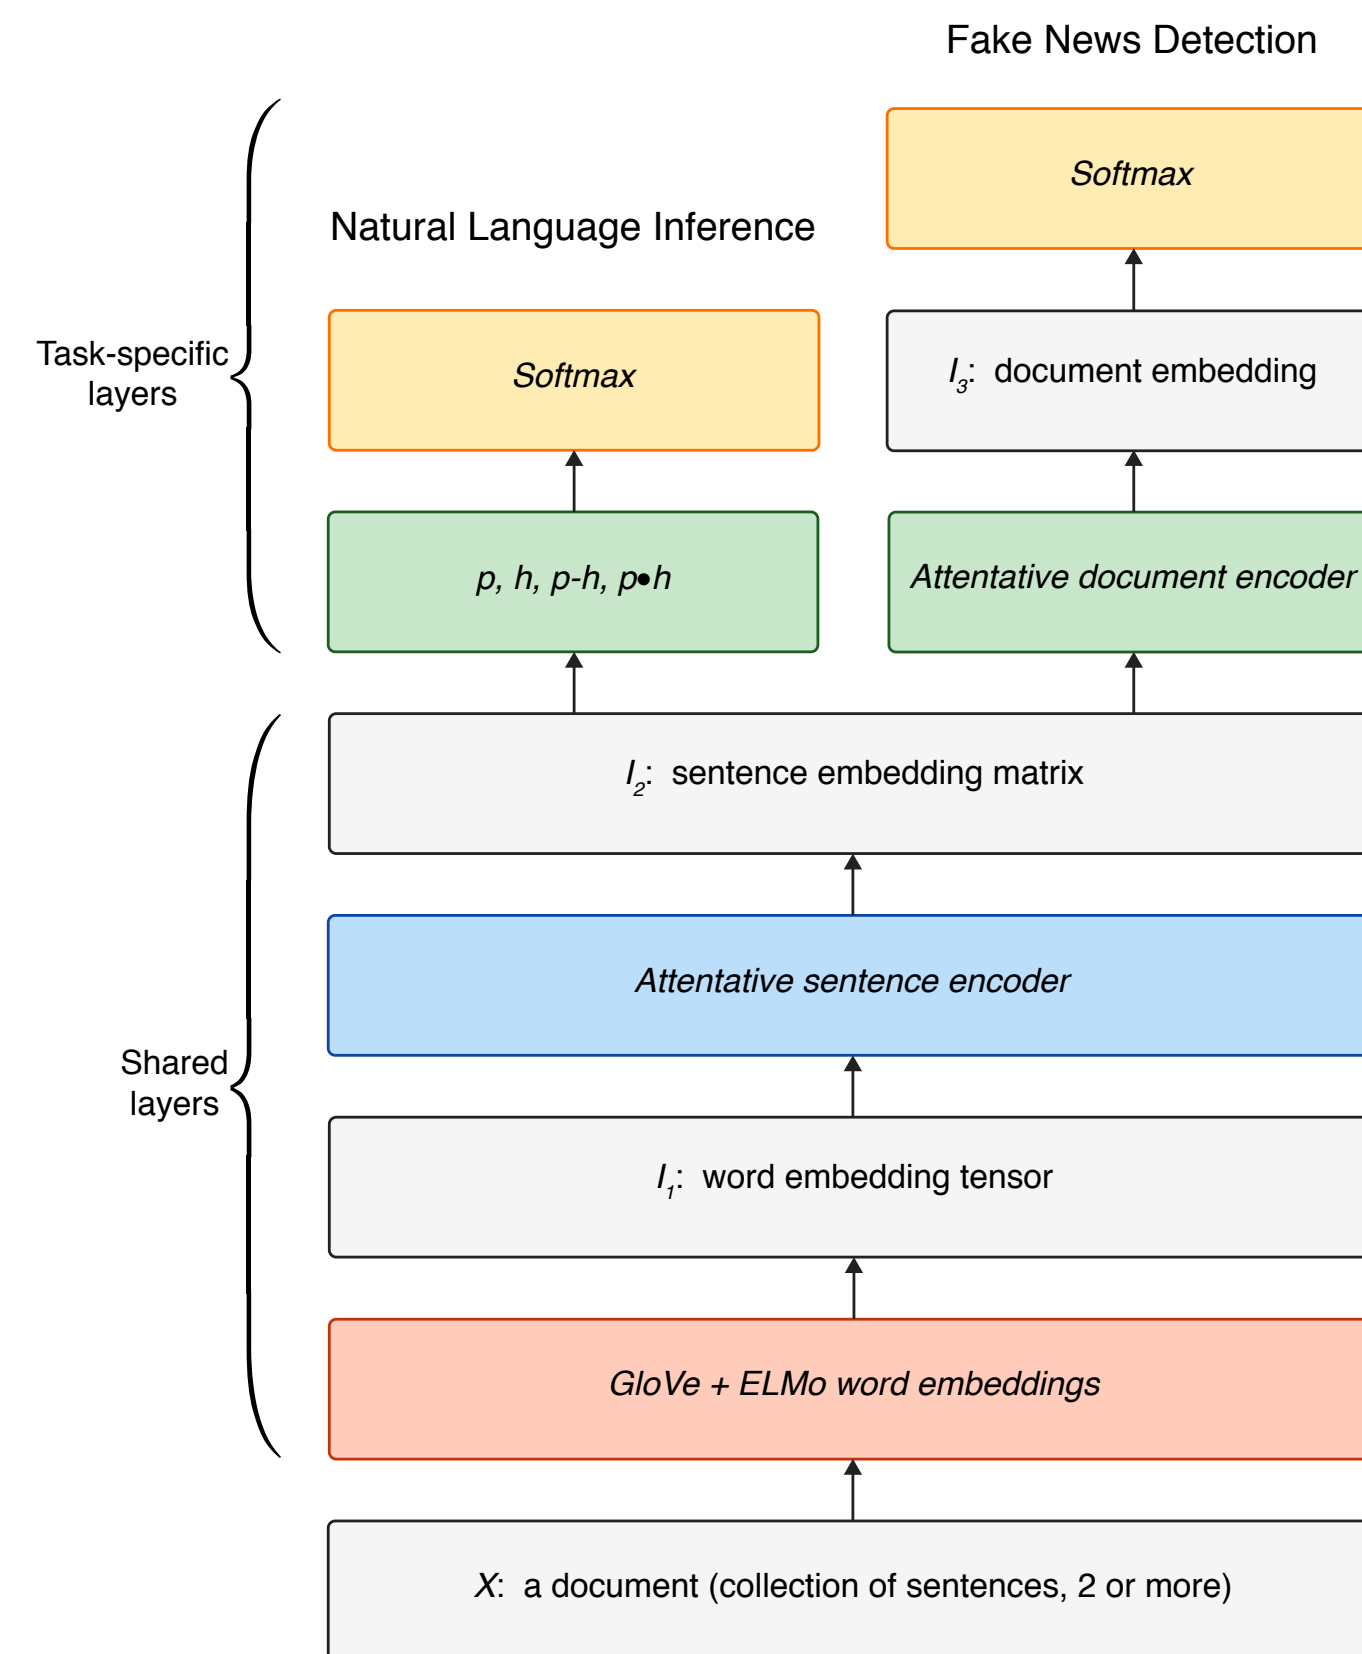 Fake News Detection
Softmax
Natural Language Inference
Task-specific
layers
Softmax
l3: document embedding
p, h, p-h, p•h
Attentative document encoder
l2: sentence embedding matrix
Attentative sentence encoder
Shared
layers
l1: word embedding tensor
GloVe + ELMo word embeddings
X: a document (collection of sentences, 2 or more)